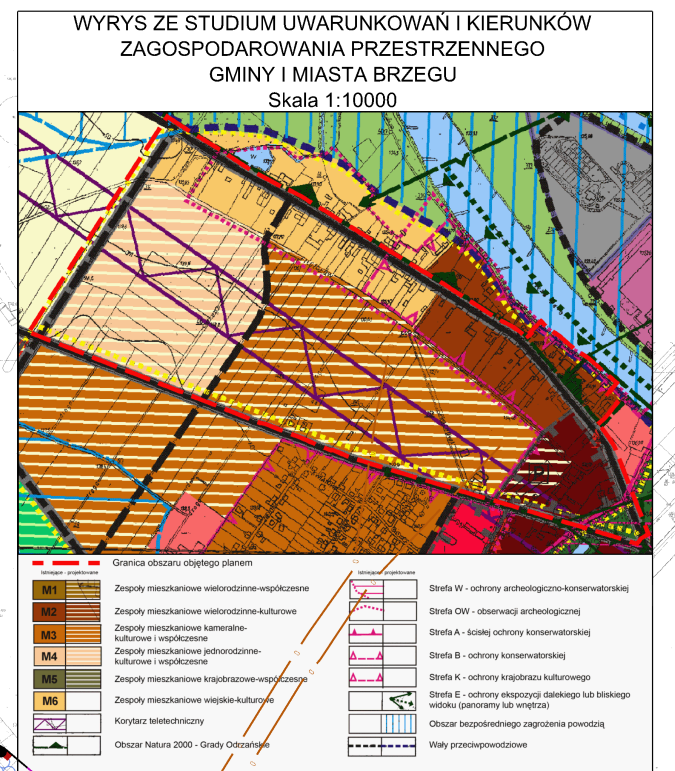 WYRYS ZE STUDIUM UWARUNKOWAŃ I KIERUNKÓW
ZAGOSPODAROWANIA PRZESTRZENNEGO
GMINY I MIASTA BRZEGU
Skala 1:10000
Granica obszaru objętego planem
Istniejące - projektowane
M1 Zespoły mieszkaniowe wielorodzinne-współczesne
M2 Zespoły mieszkaniowe wielorodzinne-kulturowe
M3 Zespoły mieszkaniowe kameralne-
kulturowe i współczesne
M4 Zespoły mieszkaniowe jednorodzinne-
kulturowe i współczesne
M5 Zespoły mieszkaniowe krajobrazowe-współczesne
M6 Zespoły mieszkaniowe wiejskie-kulturowe
Korytarz teletechniczny
Obszar Natura 2000 - Grady Odrzańskie
Istniejące - projektowane
Strefa W - ochrony archeologiczno-konserwatorskiej
Strefa OW - obserwacji archeologicznej
Strefa A - ścisłej ochrony konserwatorskiej
Strefa B - ochrony konserwatorskiej
Strefa K - ochrony krajobrazu kulturowego
Strefa E - ochrony ekspozycji dalekiego lub bliskiego
widoku (panoramy lub wnętrza)
Obszar bezpośredniego zagrożenia powodzią
Wały przeciwpowodziowe